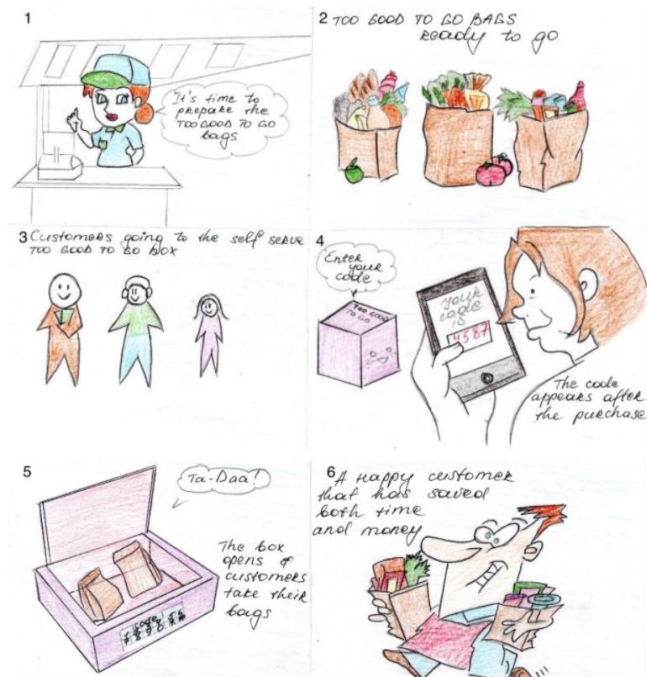 1
It's time to
prepare the
TOO GOOD TO GO
bags
2 TOO GOOD TO GO BAGS
Ready to go
3 Customers going to the self serve
TOO GOOD TO GO BOX
4
Enter
your
code
TOO GOOD
TO GO
your
code
is
4587
The code
appears after
the purchase
5
Ta-Daa!
The box
opens &
customers
take their
bags
code
6 A Happy customer
that has saved
both time
and money